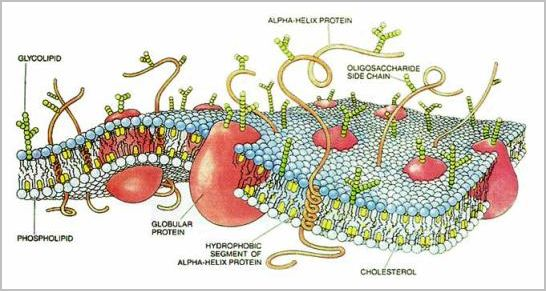 ALPHA-HELIX PROTEIN
GLYCOLIPID
OLIGOSACCHARIDE
SIDE CHAIN
PHOSPHOLIPID
GLOBULAR
PROTEIN
HYDROPHOBIC
SEGMENT OF
ALPHA-HELIX PROTEIN
CHOLESTEROL